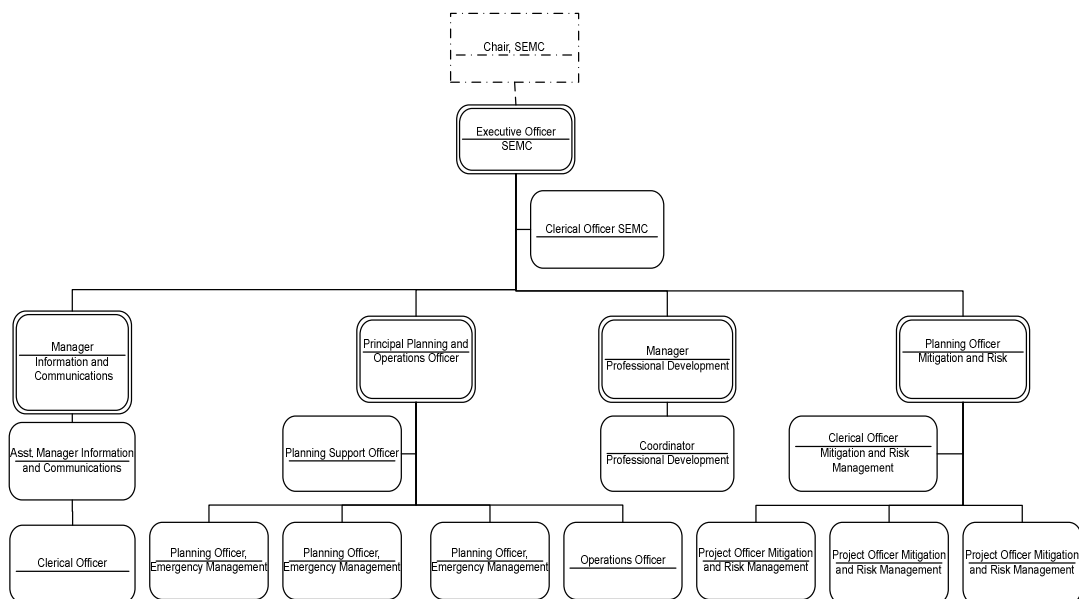 Chair, SEMC
Executive Officer
SEMC
Clerical Officer SEMC
Manager
Information and
Communications
Principal Planning and
Operations Officer
Manager
Professional Development
Planning Officer
Mitigation and Risk
Asst. Manager Information
and Communications
Planning Support Officer
Coordinator
Professional Development
Clerical Officer
Mitigation and Risk
Management
Clerical Officer
Planning Officer,
Emergency Management
Planning Officer,
Emergency Management
Planning Officer,
Emergency Management
Operations Officer
Project Officer Mitigation
and Risk Management
Project Officer Mitigation
and Risk Management
Project Officer Mitigation
and Risk Management